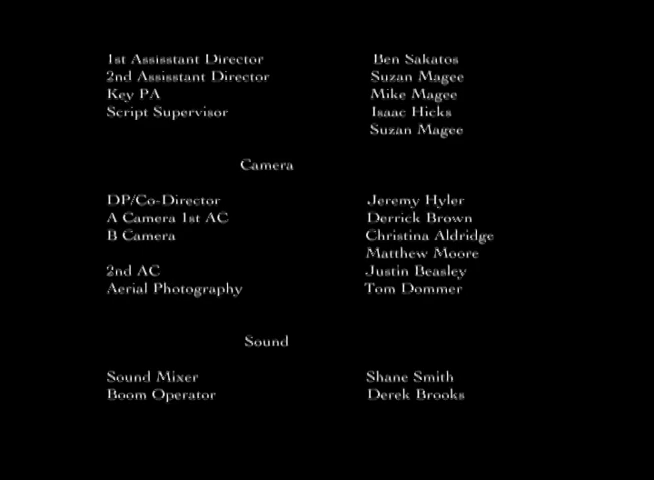 1st Assisstant Director Ben Sakatos
2nd Assisstant Director Suzan Magee
Key PA Mike Magee
Script Supervisor Isaac Hicks
Suzan Magee
Camera
DP/Co-Director Jeremy Hyler
A Camera 1st AC Derrick Brown
B Camera Christina Aldridge
Matthew Moore
2nd AC Justin Beasley
Aerial Photography Tom Dommer
Sound
Sound Mixer Shane Smith
Boom Operator Derek Brooks